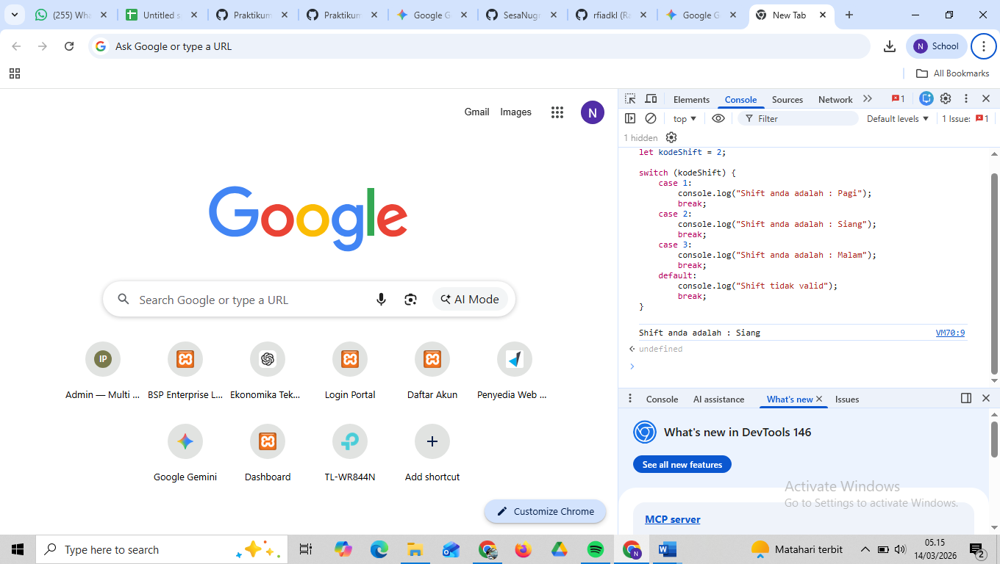 (255) Wha
Untitled s
Praktikum
Praktikum
Google G
SesaNugr
rfiadkl (Ra
Google G
New Tab
Ask Google or type a URL
N
School
All Bookmarks
Gmail
Images
N
Google
Search Google or type a URL
AI Mode
IP
Admin — Multi ...
BSP Enterprise L...
Ekonomika Tek...
Login Portal
Daftar Akun
Penyedia Web ...
Google Gemini
Dashboard
TL-WR844N
Add shortcut
Customize Chrome
Elements
Console
Sources
Network
1
top
Filter
Default levels
1 Issue:
1
1 hidden
let kodeShift = 2;
switch (kodeShift) {
case 1:
console.log("Shift anda adalah : Pagi");
break;
case 2:
console.log("Shift anda adalah : Siang");
break;
case 3:
console.log("Shift anda adalah : Malam");
break;
default:
console.log("Shift tidak valid");
break;
}
Shift anda adalah : Siang
VM70:9
undefined
Console
AI assistance
What's new
Issues
What's new in DevTools 146
See all new features
Activate Windows
Go to Settings to activate Windows.
MCP server
Type here to search
Matahari terbit
05.15
14/03/2026
2